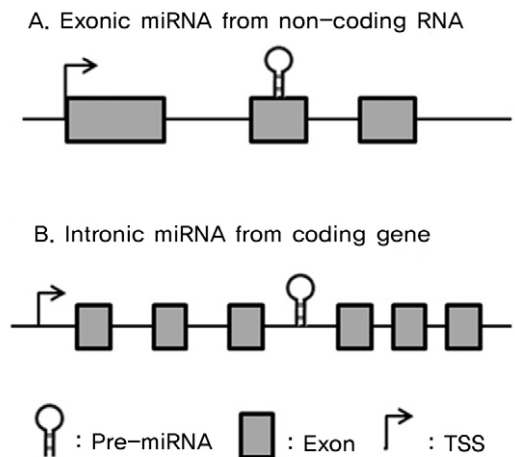 A. Exonic miRNA from non-coding RNA
B. Intronic miRNA from coding gene
: Pre-miRNA : Exon : TSS